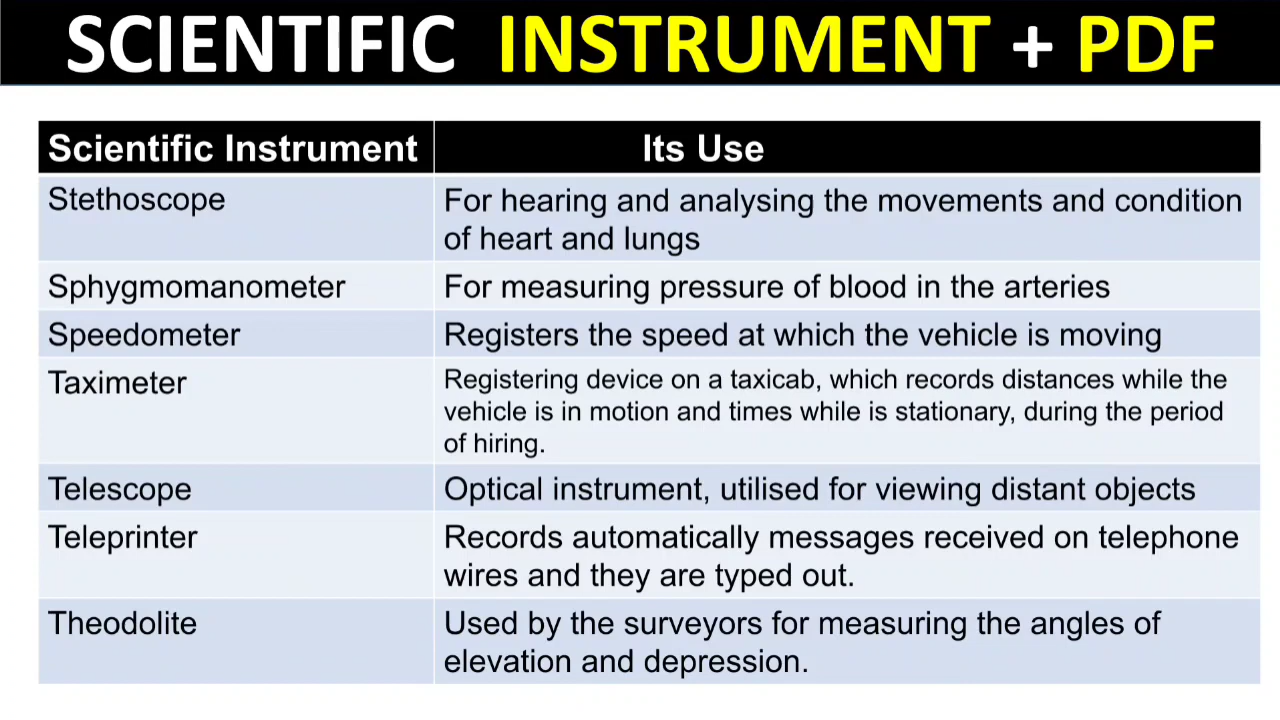 SCIENTIFIC INSTRUMENT + PDF
Scientific Instrument Its Use
Stethoscope For hearing and analysing the movements and condition
of heart and lungs
Sphygmomanometer For measuring pressure of blood in the arteries
Speedometer Registers the speed at which the vehicle is moving
Taximeter Registering device on a taxicab, which records distances while the
vehicle is in motion and times while is stationary, during the period
of hiring.
Telescope Optical instrument, utilised for viewing distant objects
Teleprinter Records automatically messages received on telephone
wires and they are typed out.
Theodolite Used by the surveyors for measuring the angles of
elevation and depression.